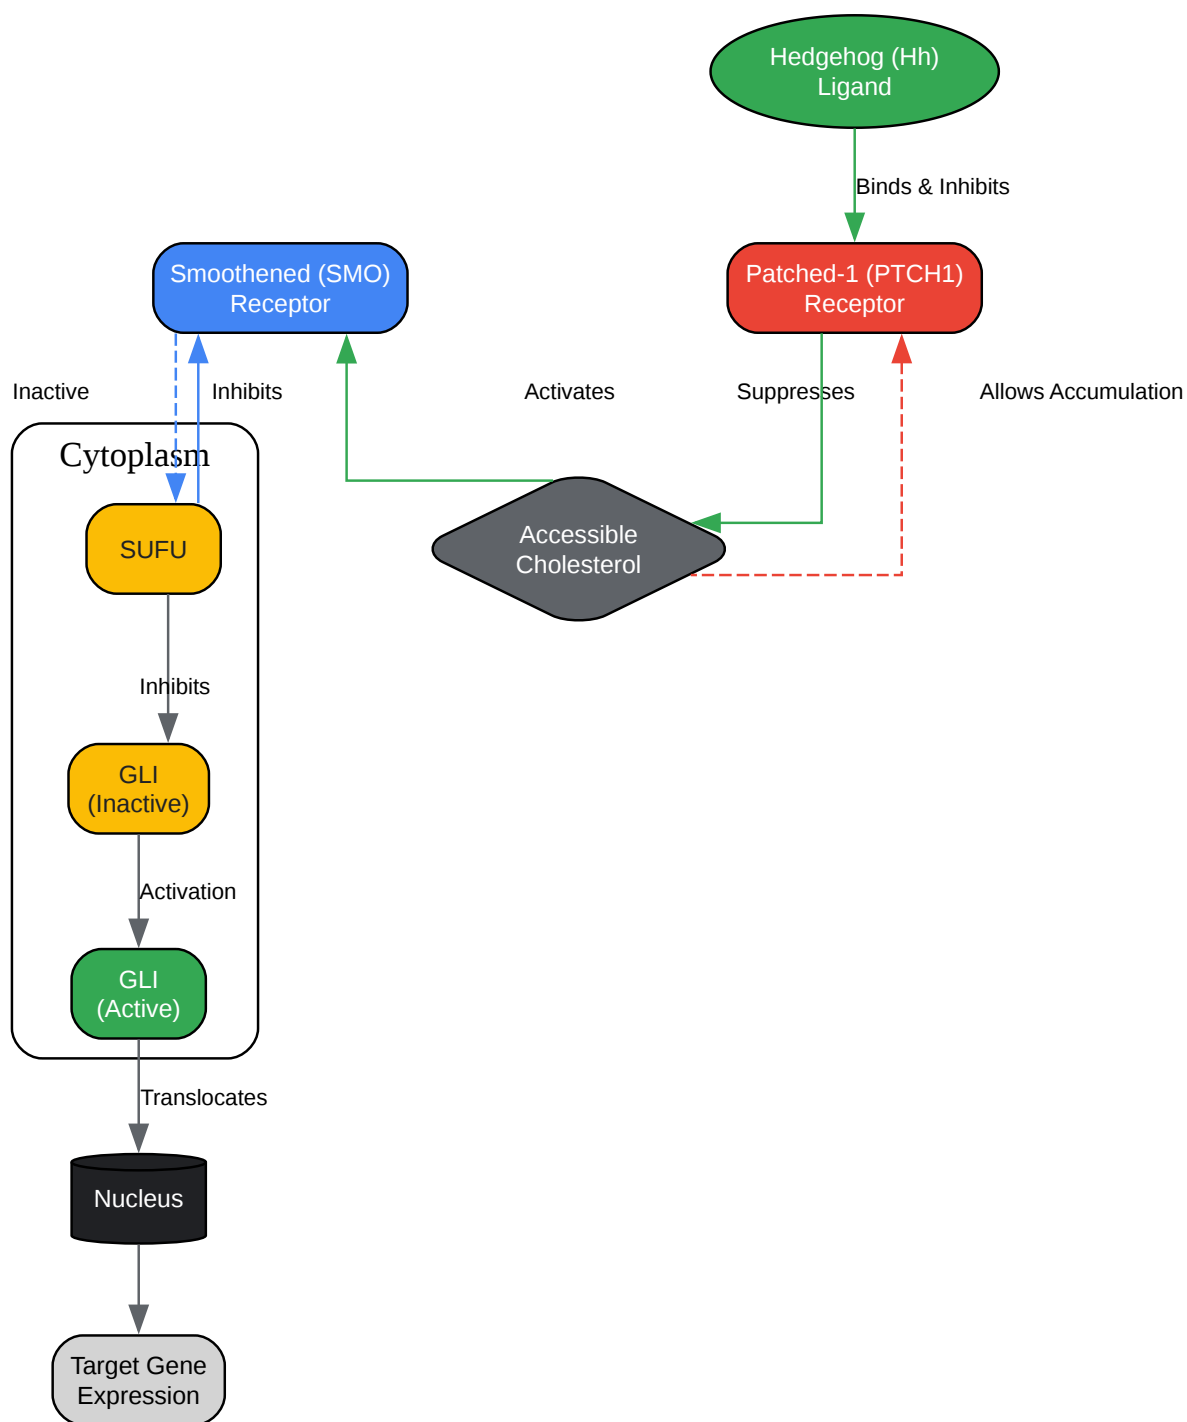 Hedgehog (Hh)
Ligand
Binds & Inhibits
Smoothened (SMO)
Receptor
Patched-1 (PTCH1)
Receptor
Inactive
Inhibits
Activates
Suppresses
Allows Accumulation
Cytoplasm
SUFU
Accessible
Cholesterol
Inhibits
GLI
(Inactive)
Activation
GLI
(Active)
Translocates
Nucleus
Target Gene
Expression